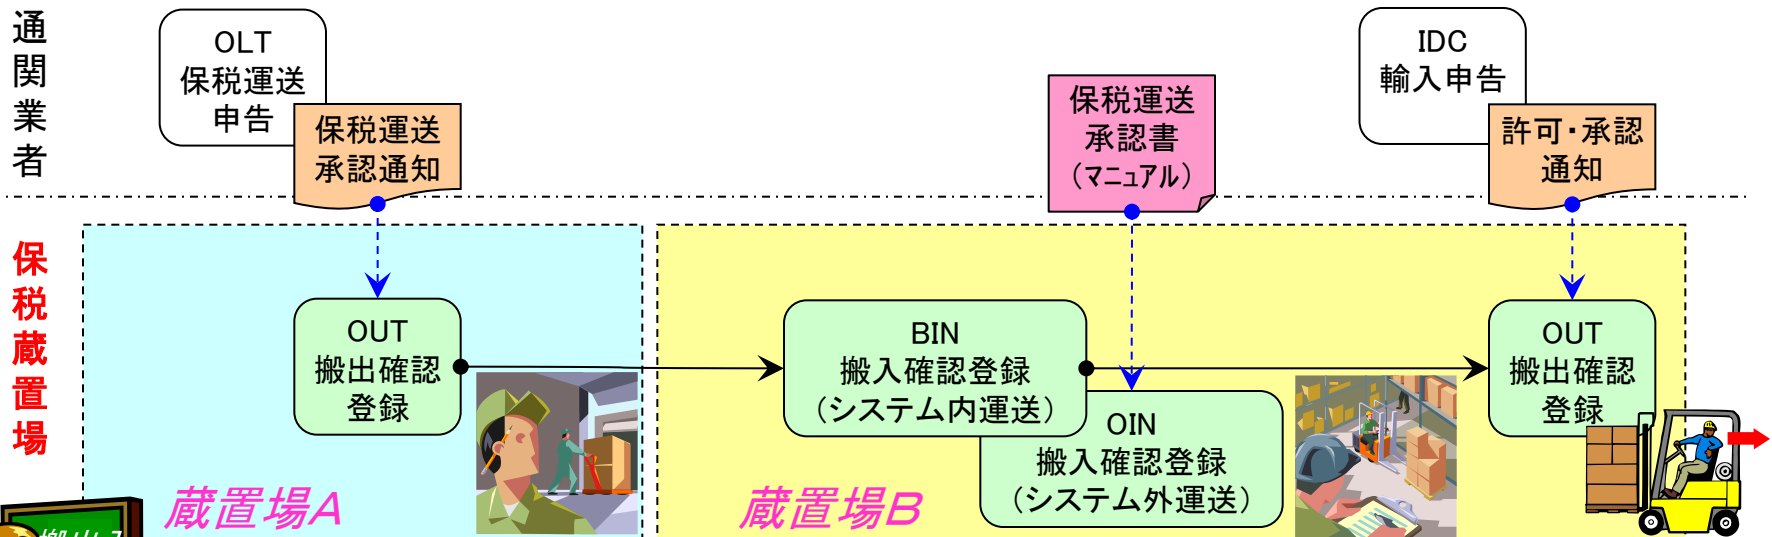 通関業者
OLT
保税運送
申告
保税運送
承認通知
保税運送
承認書
（マニュアル）
IDC
輸入申告
許可・承認
通知
保税蔵置場
OUT
搬出確認
登録
BIN
搬入確認登録
（システム内運送）
OIN
搬入確認登録
（システム外運送）
OUT
搬出確認
登録
蔵置場A
蔵置場B